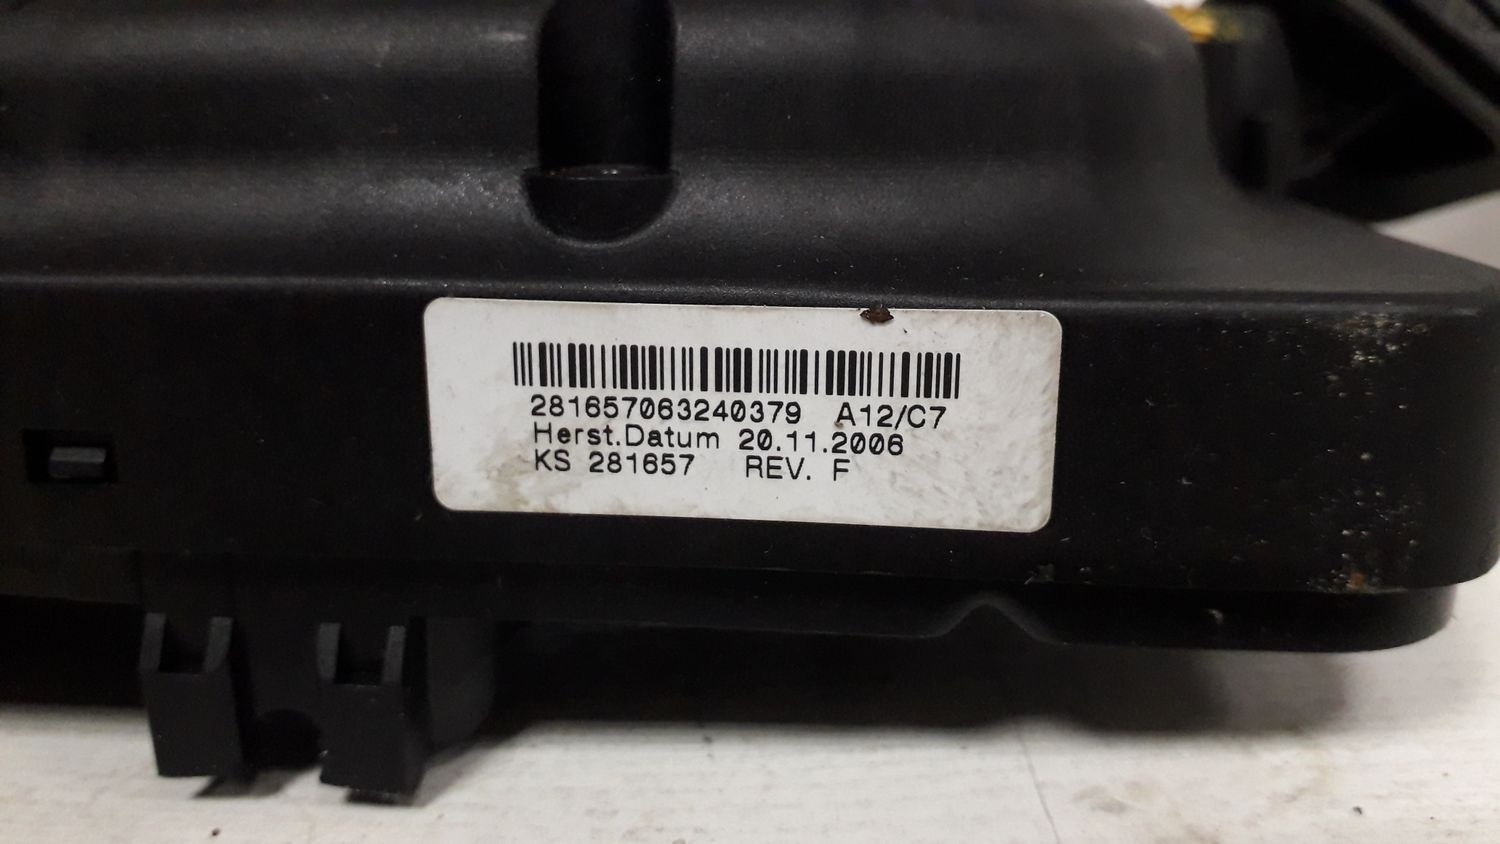 281657063240379 A12/C7
Herst.Datum 20.11.2006
KS 281657 REV. F